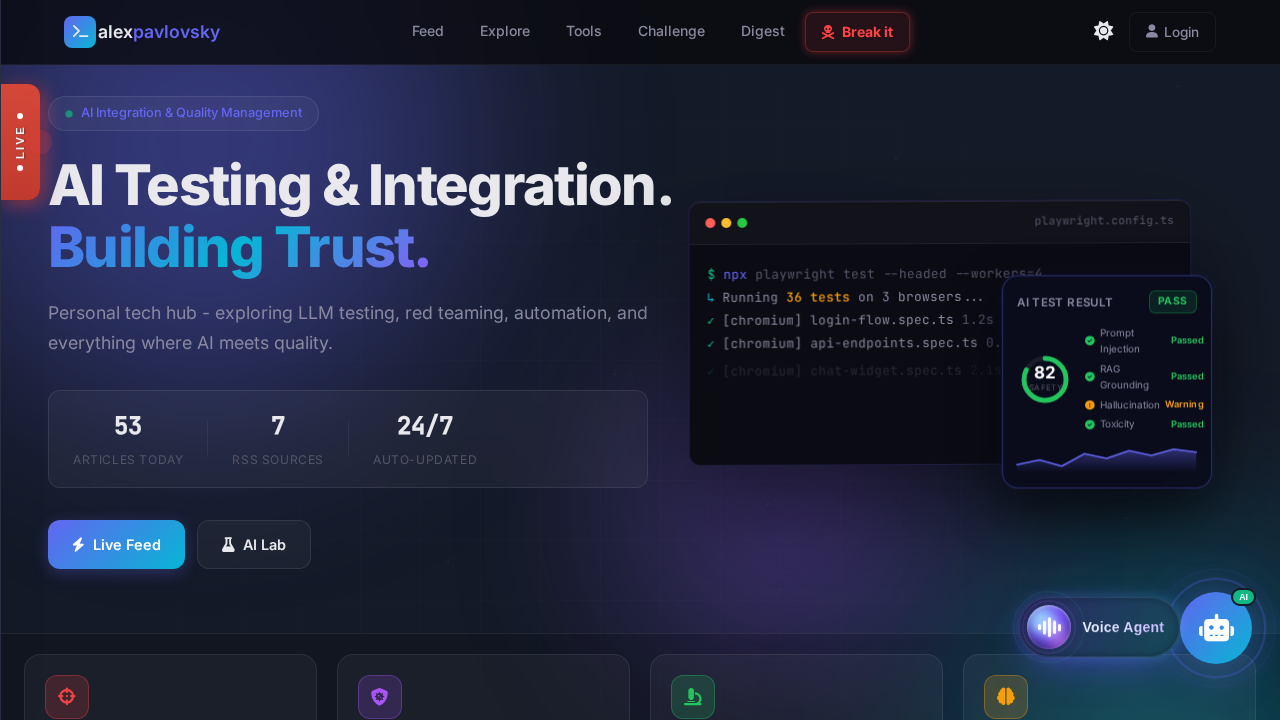 alexpavlovsky
Feed
Explore
Tools
Challenge
Digest
Break it
Login
LIVE
AI Integration & Quality Management
AI Testing & Integration.
Building Trust.
Personal tech hub - exploring LLM testing, red teaming, automation, and
everything where AI meets quality.
53
ARTICLES TODAY
7
RSS SOURCES
24/7
AUTO-UPDATED
Live Feed
AI Lab
playwright.config.ts
$ npx playwright test --headed --workers=4
↳ Running 36 tests on 3 browsers...
✓ [chromium] login-flow.spec.ts 1.2s
✓ [chromium] api-endpoints.spec.ts 0.
✓ [chromium] chat-widget.spec.ts 2.1s
AI TEST RESULT
PASS
82
SAFETY
Prompt
Injection
Passed
RAG
Grounding
Passed
Hallucination Warning
Toxicity Passed
Voice Agent
AI